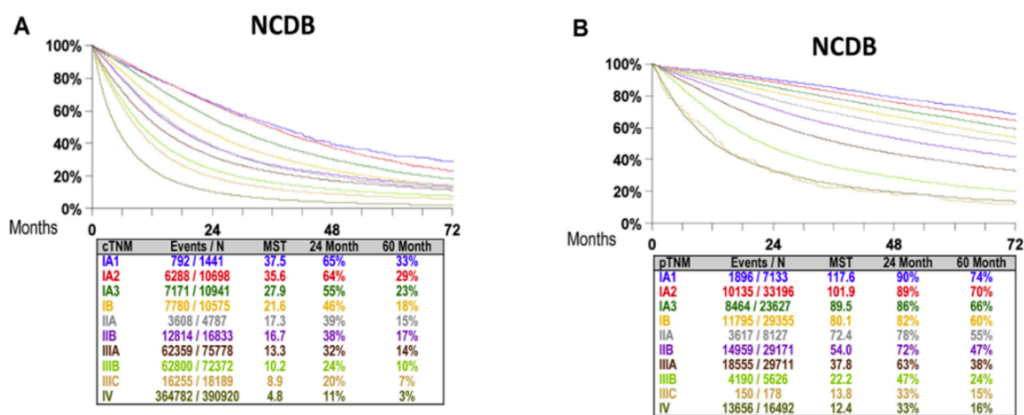 A
NCDB
100%
80%
60%
40%
20%
0%
Months
0 24 48 72
cTNM Events / N MST 24 Month 60 Month
IA1 792 / 1441 37.5 65% 33%
IA2 6288 / 10698 35.6 64% 29%
IA3 7171 / 10941 27.9 55% 23%
IB 7780 / 10575 21.6 46% 18%
IIA 3608 / 4787 17.3 39% 15%
IIB 12814 / 16833 16.7 38% 17%
IIIA 62359 / 75778 13.3 32% 14%
IIIB 62800 / 72372 10.2 24% 10%
IIIC 16255 / 18189 8.9 20% 7%
IV 364782 / 390920 4.8 11% 3%
B
NCDB
100%
80%
60%
40%
20%
0%
Months
0 24 48 72
pTNM Events / N MST 24 Month 60 Month
IA1 1896 / 7133 117.6 90% 74%
IA2 10135 / 33196 101.9 89% 70%
IA3 8464 / 23627 89.5 86% 66%
IB 11795 / 29355 80.1 82% 60%
IIA 3617 / 8127 72.4 78% 55%
IIB 14959 / 29171 54.0 72% 47%
IIIA 18555 / 29711 37.8 63% 38%
IIIB 4190 / 5626 22.2 47% 24%
IIIC 150 / 178 13.8 33% 15%
IV 13656 / 16492 12.4 33% 16%